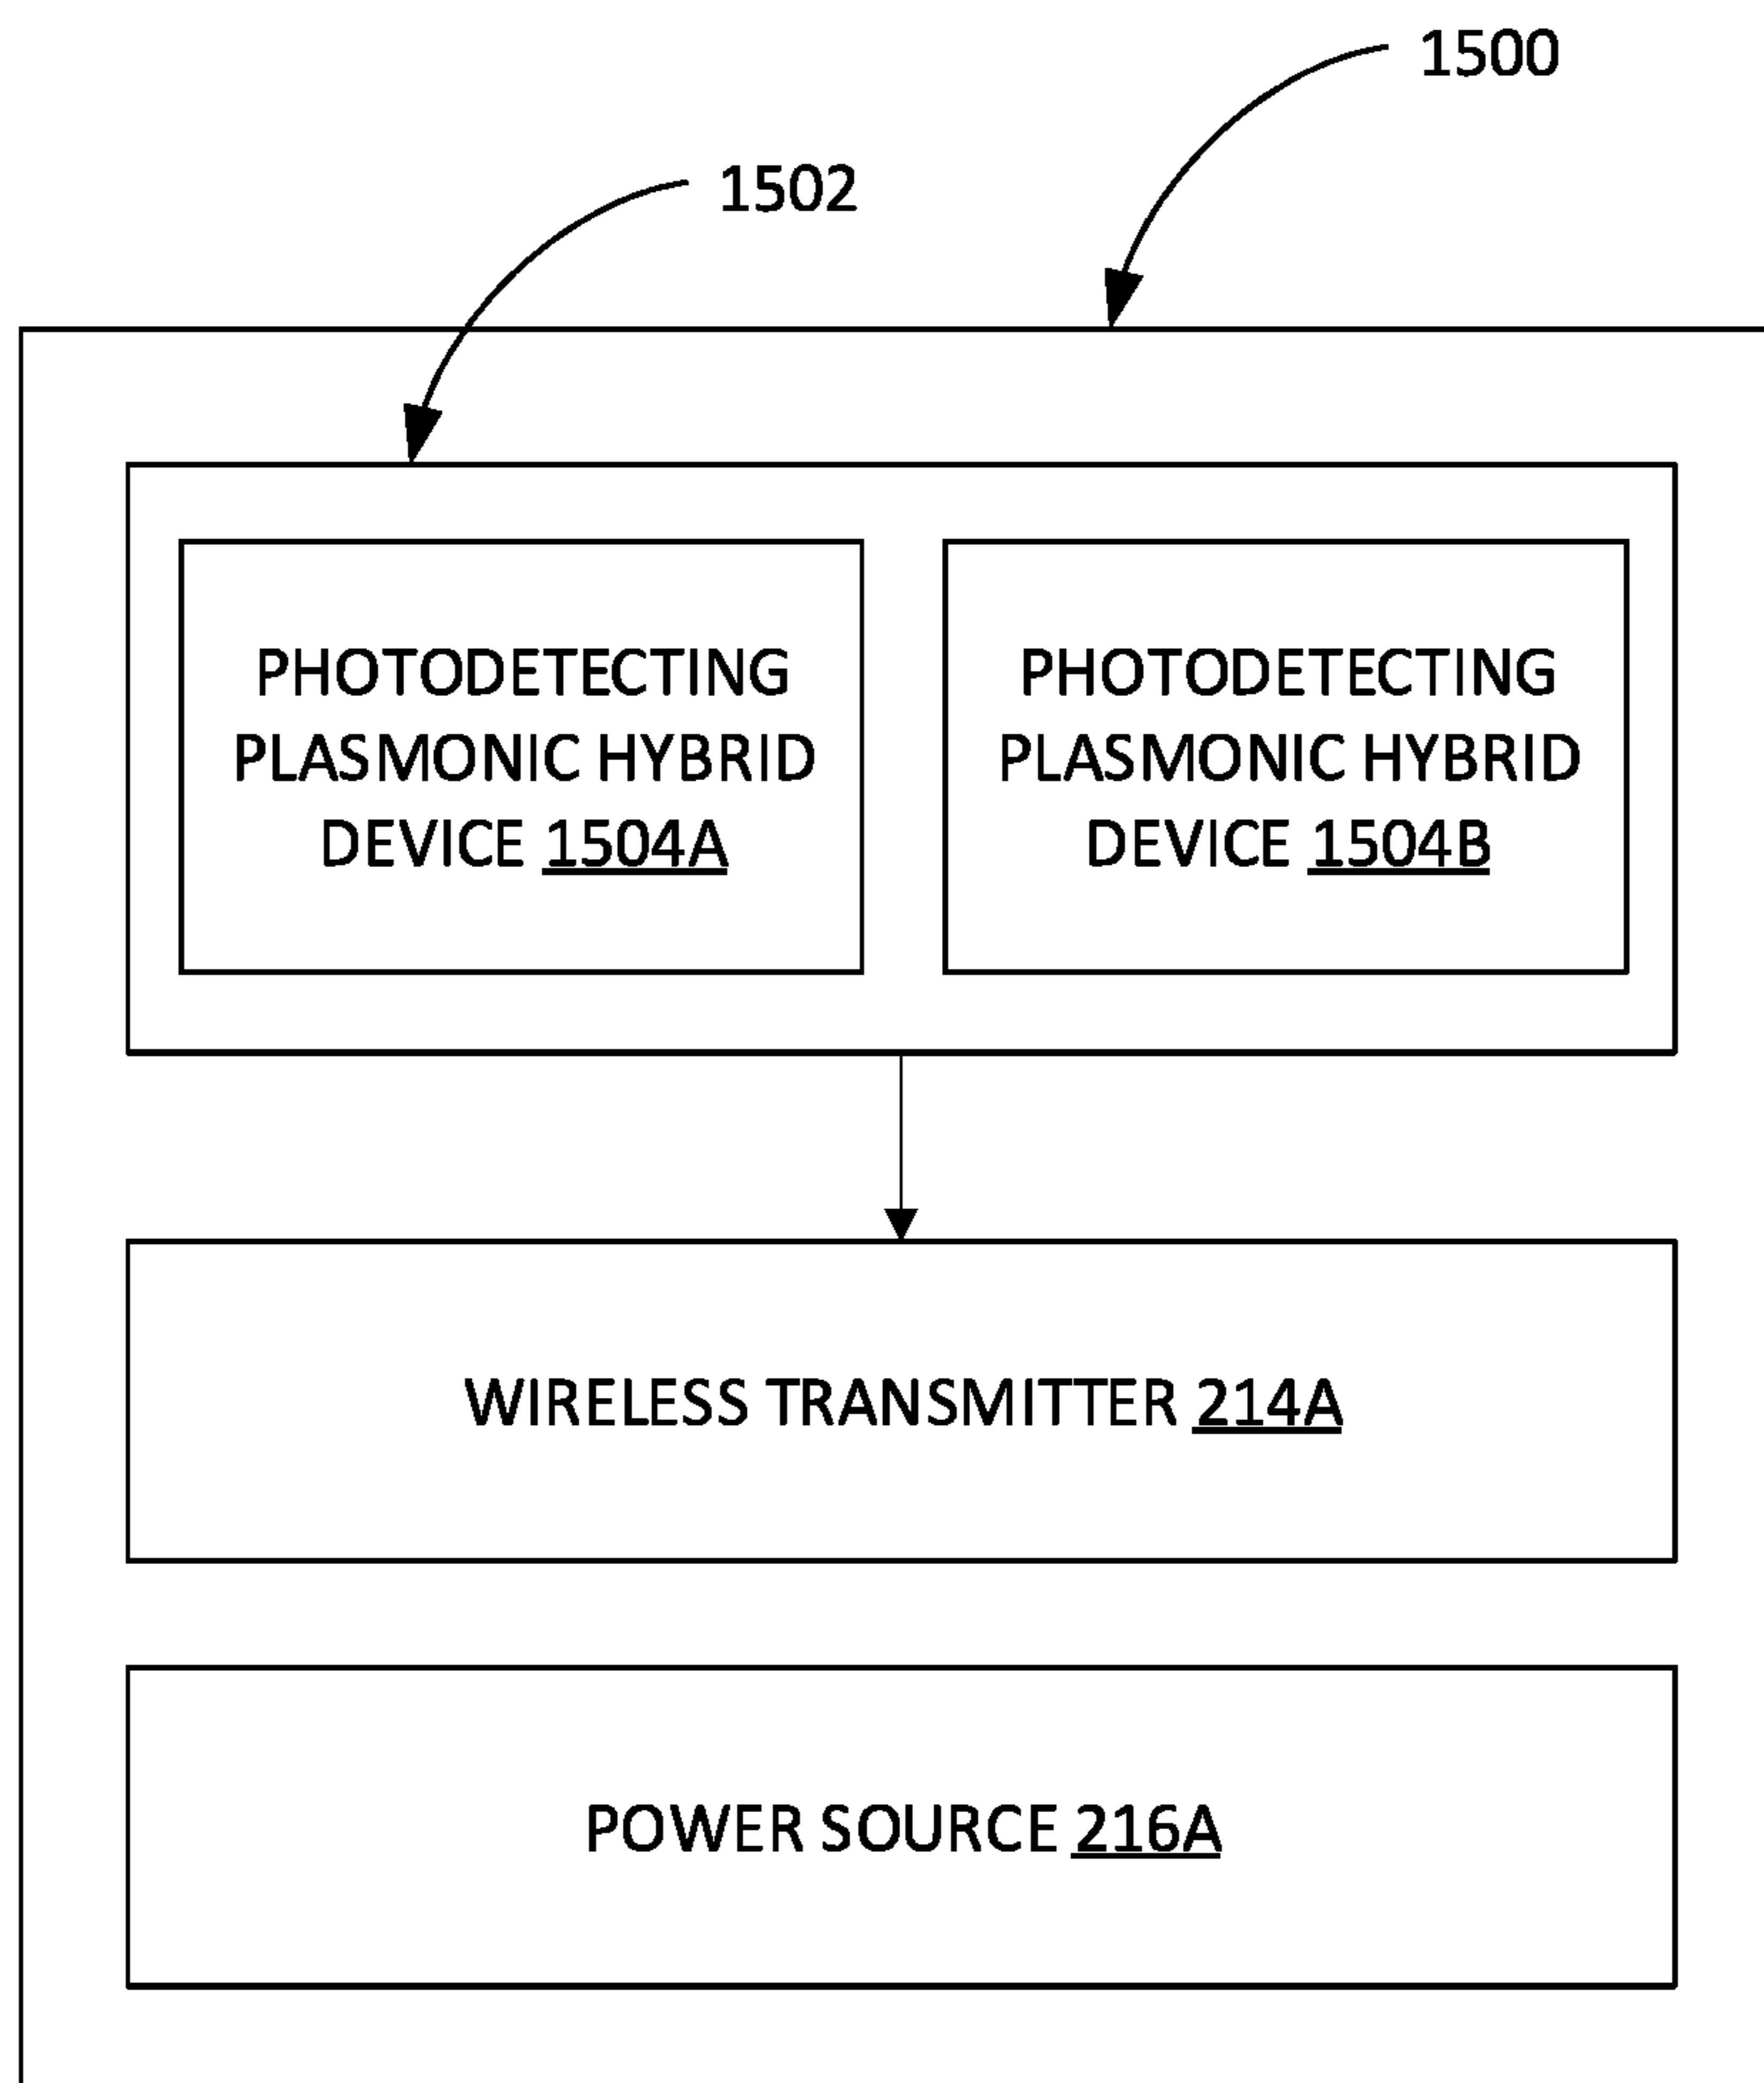 1500
1502
PHOTODETECTING
PLASMONIC HYBRID
DEVICE 1504A
PHOTODETECTING
PLASMONIC HYBRID
DEVICE 1504B
WIRELESS TRANSMITTER 214A
POWER SOURCE 216A